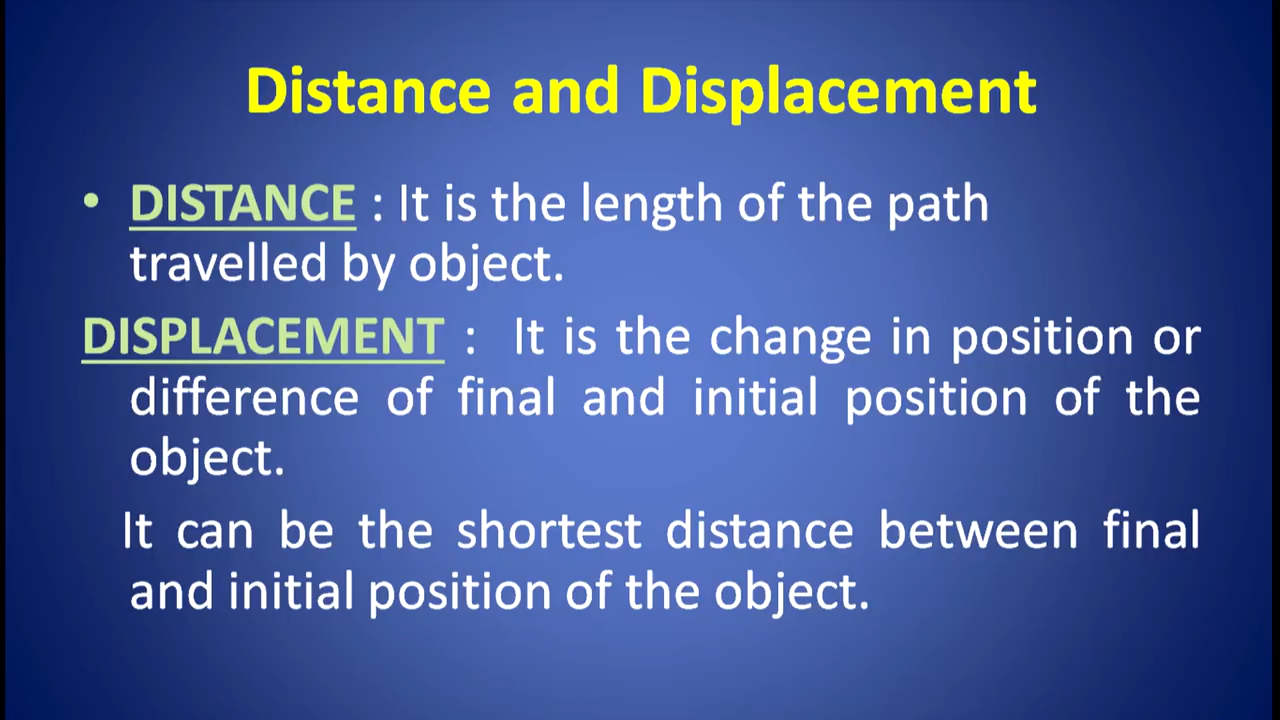 Distance and Displacement
• DISTANCE : It is the length of the path
travelled by object.
DISPLACEMENT : It is the change in position or
difference of final and initial position of the
object.
It can be the shortest distance between final
and initial position of the object.